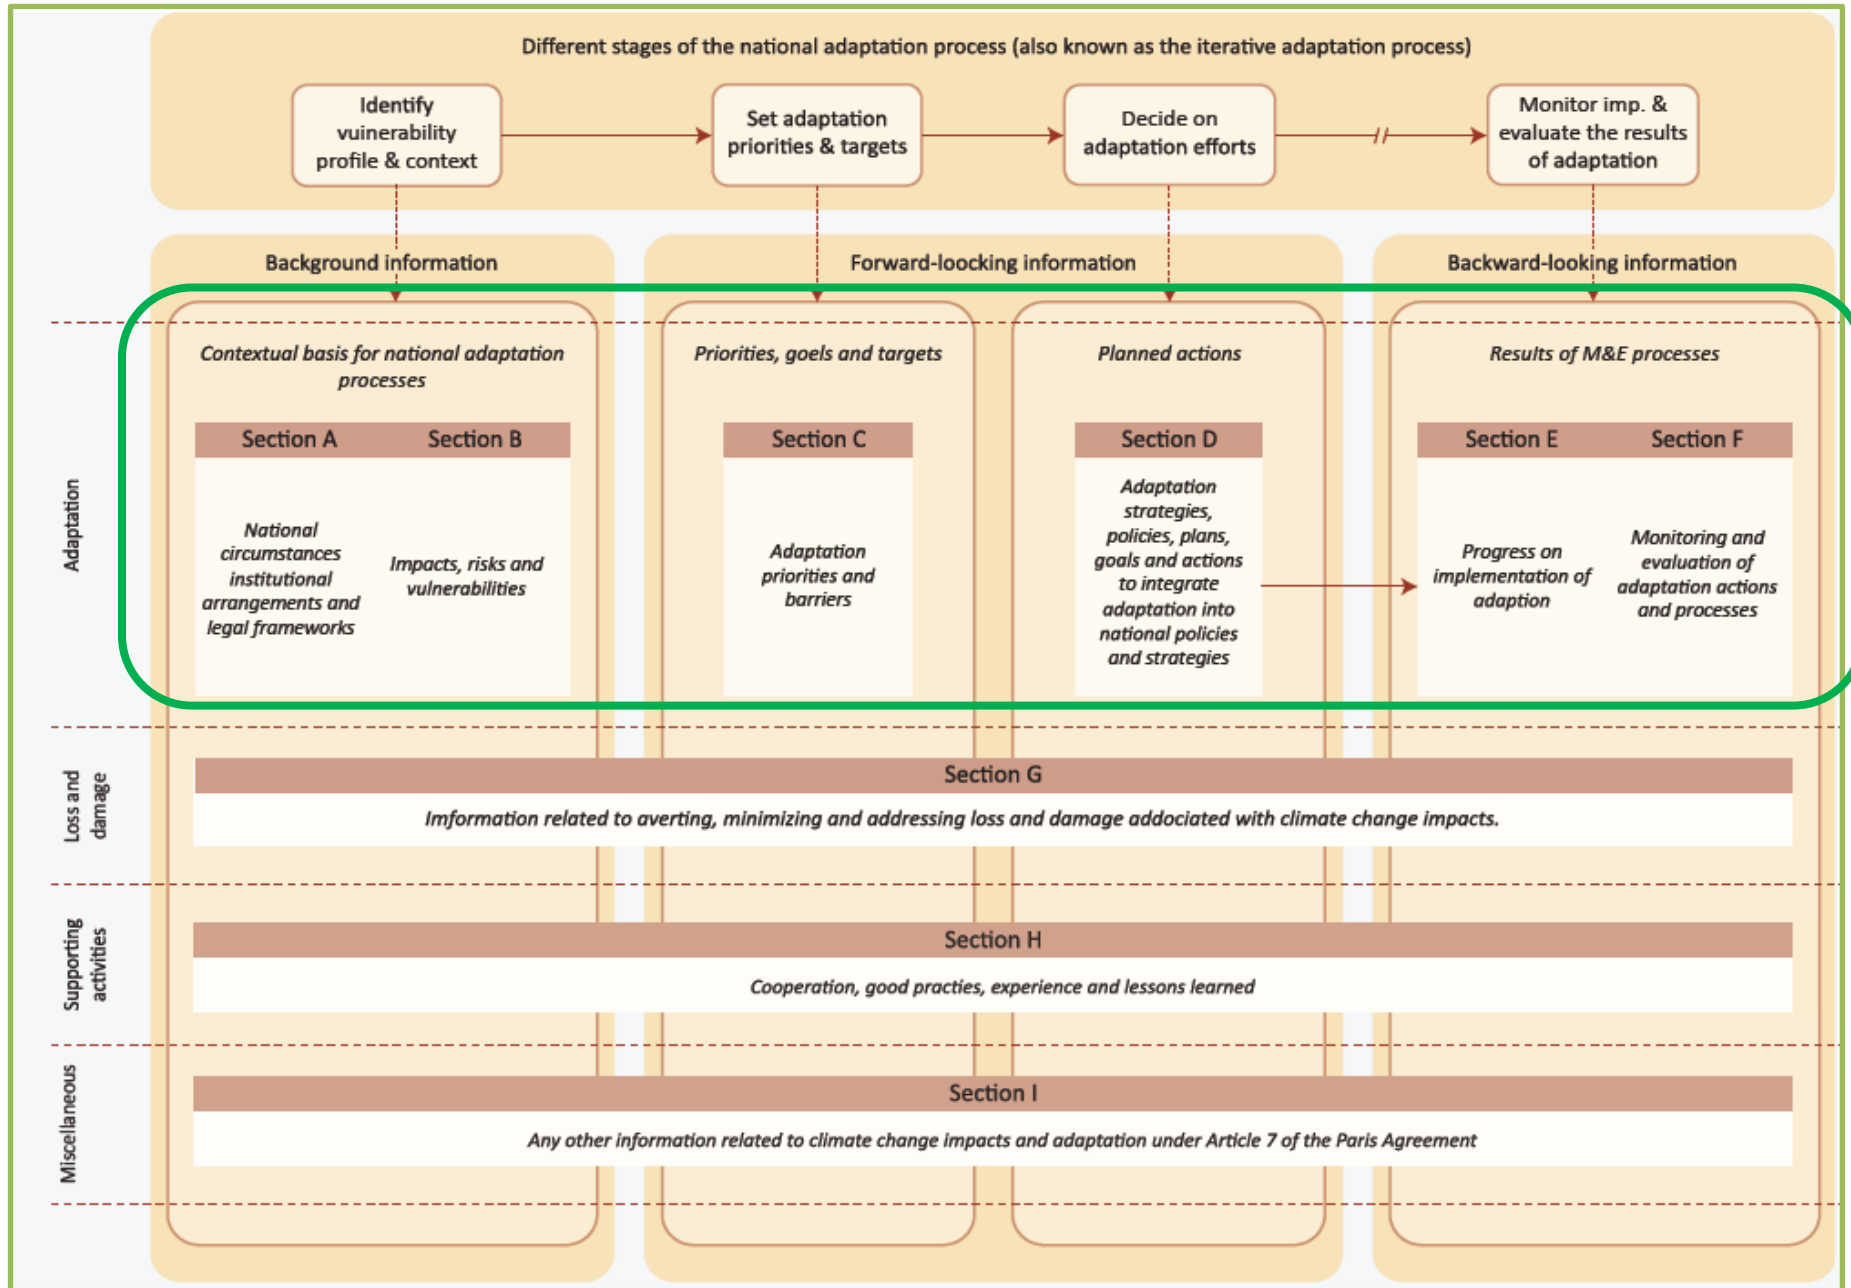 Different stages of the national adaptation process (also known as the iterative adaptation process)
Identify
vuinerability
profile & context
Set adaptation
priorities & targets
Decide on
adaptation efforts
Monitor imp. &
evaluate the results
of adaptation
Background information
Forward-loocking information
Backward-looking information
Adaptation
Contextual basis for national adaptation
processes
Priorities, goels and targets
Planned actions
Results of M&E processes
Section A
National
circumstances
institutional
arrangements and
legal frameworks
Section B
Impacts, risks and
vulnerabilities
Section C
Adaptation
priorities and
barriers
Section D
Adaptation
strategies,
policies, plans,
goals and actions
to integrate
adaptation into
national policies
and strategies
Section E
Progress on
implementation of
adaption
Section F
Monitoring and
evaluation of
adaptation actions
and processes
Loss and
damage
Section G
Imformation related to averting, minimizing and addressing loss and damage addociated with climate change impacts.
Supporting
activities
Section H
Cooperation, good practies, experience and lessons learned
Miscellaneous
Section I
Any other information related to climate change impacts and adaptation under Article 7 of the Paris Agreement